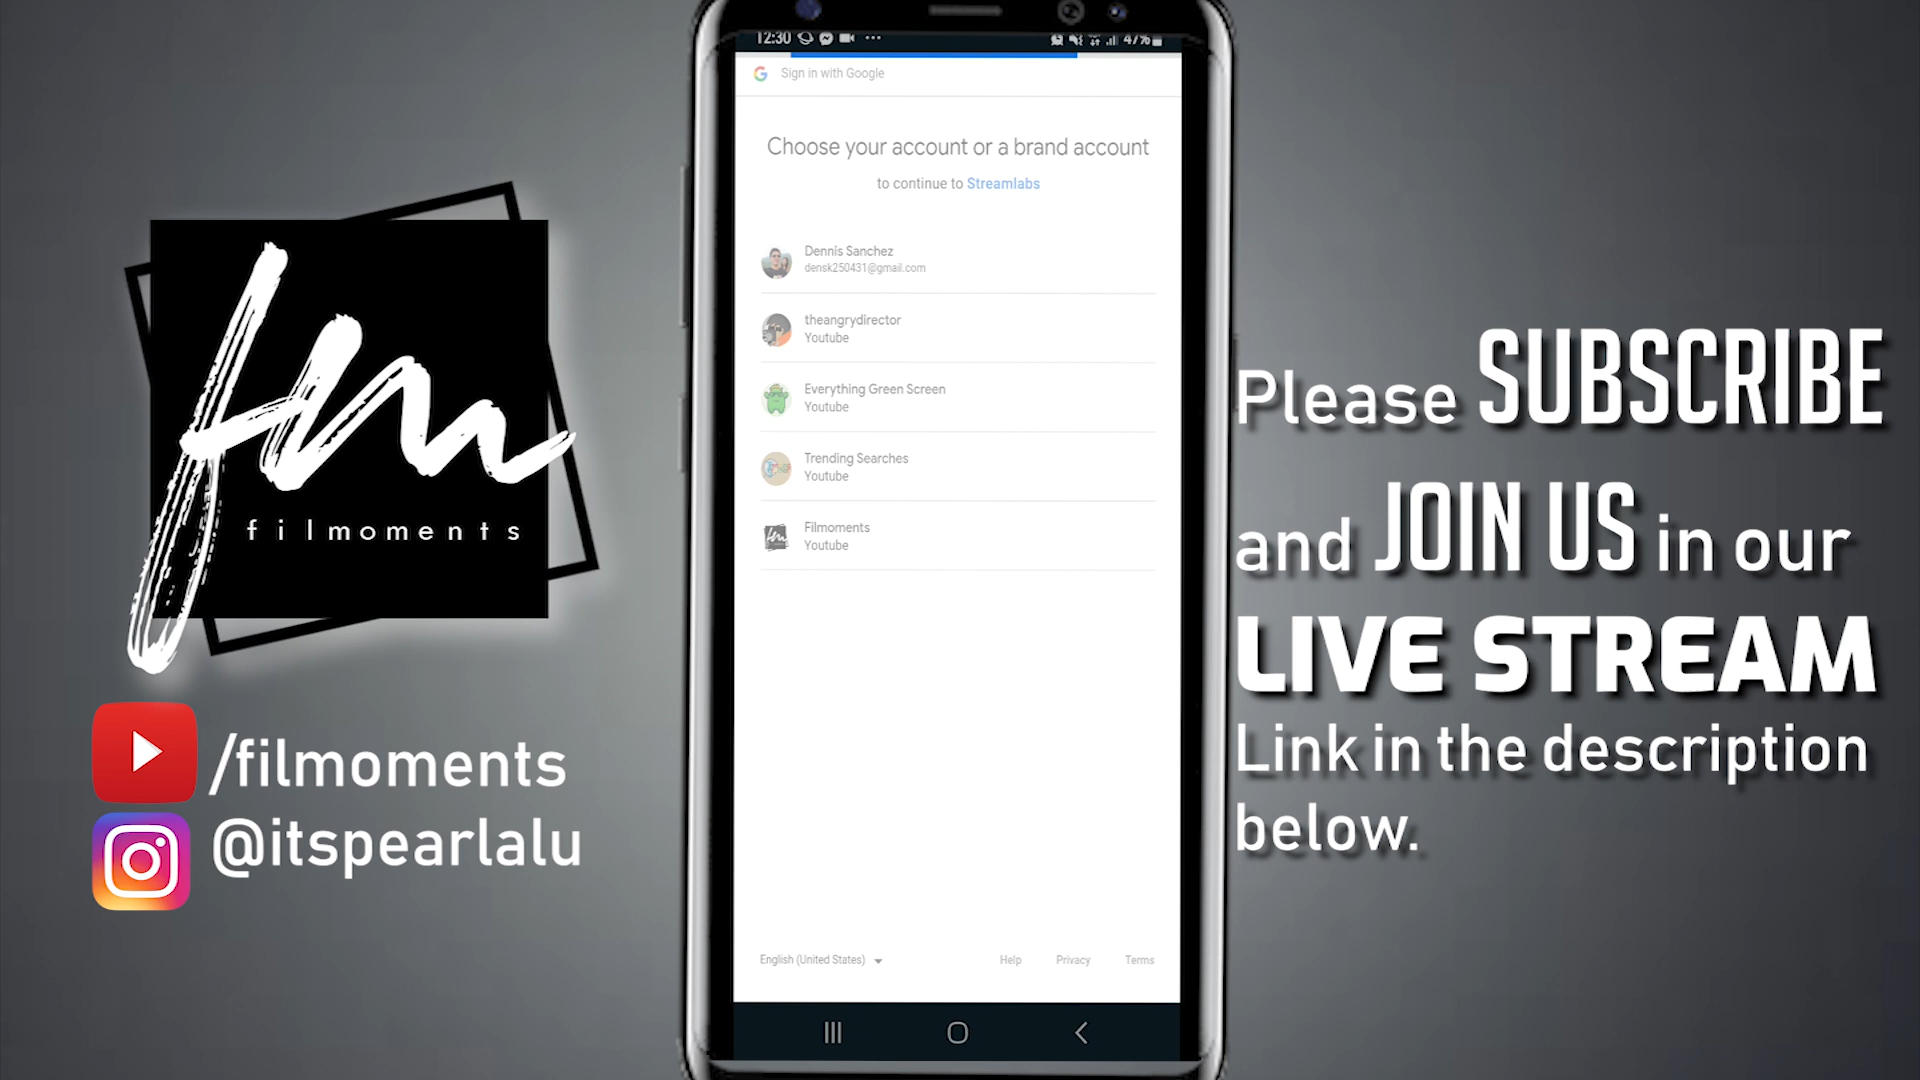 fm
filmoments
/filmoments
@itspearlalu
12:30 ... 47%
Sign in with Google
Choose your account or a brand account
to continue to Streamlabs
Dennis Sanchez
densk250431@gmail.com
theangrydirector
Youtube
Everything Green Screen
Youtube
Trending Searches
Youtube
Filmoments
Youtube
English (United States) Help Privacy Terms
Please SUBSCRIBE
and JOIN US in our
LIVE STREAM
Link in the description
below.